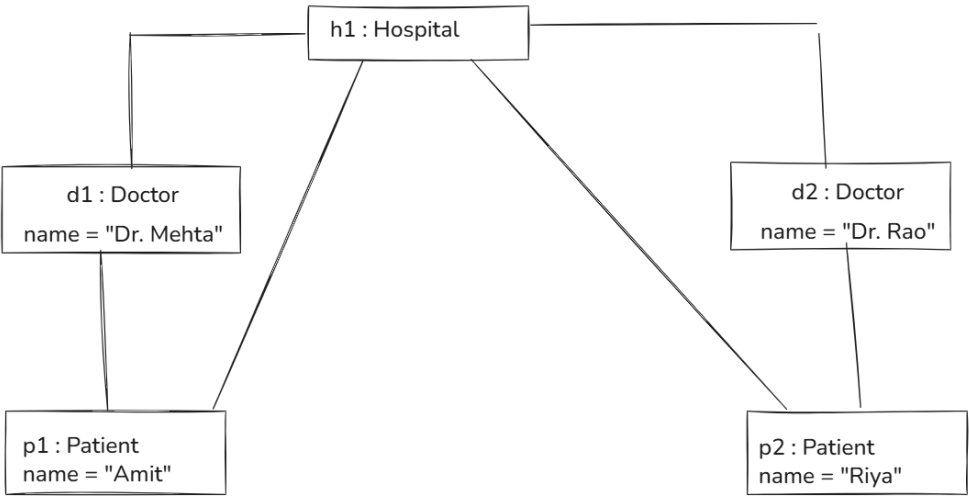 h1 : Hospital
d1 : Doctor
name = "Dr. Mehta"
d2 : Doctor
name = "Dr. Rao"
p1 : Patient
name = "Amit"
p2 : Patient
name = "Riya"